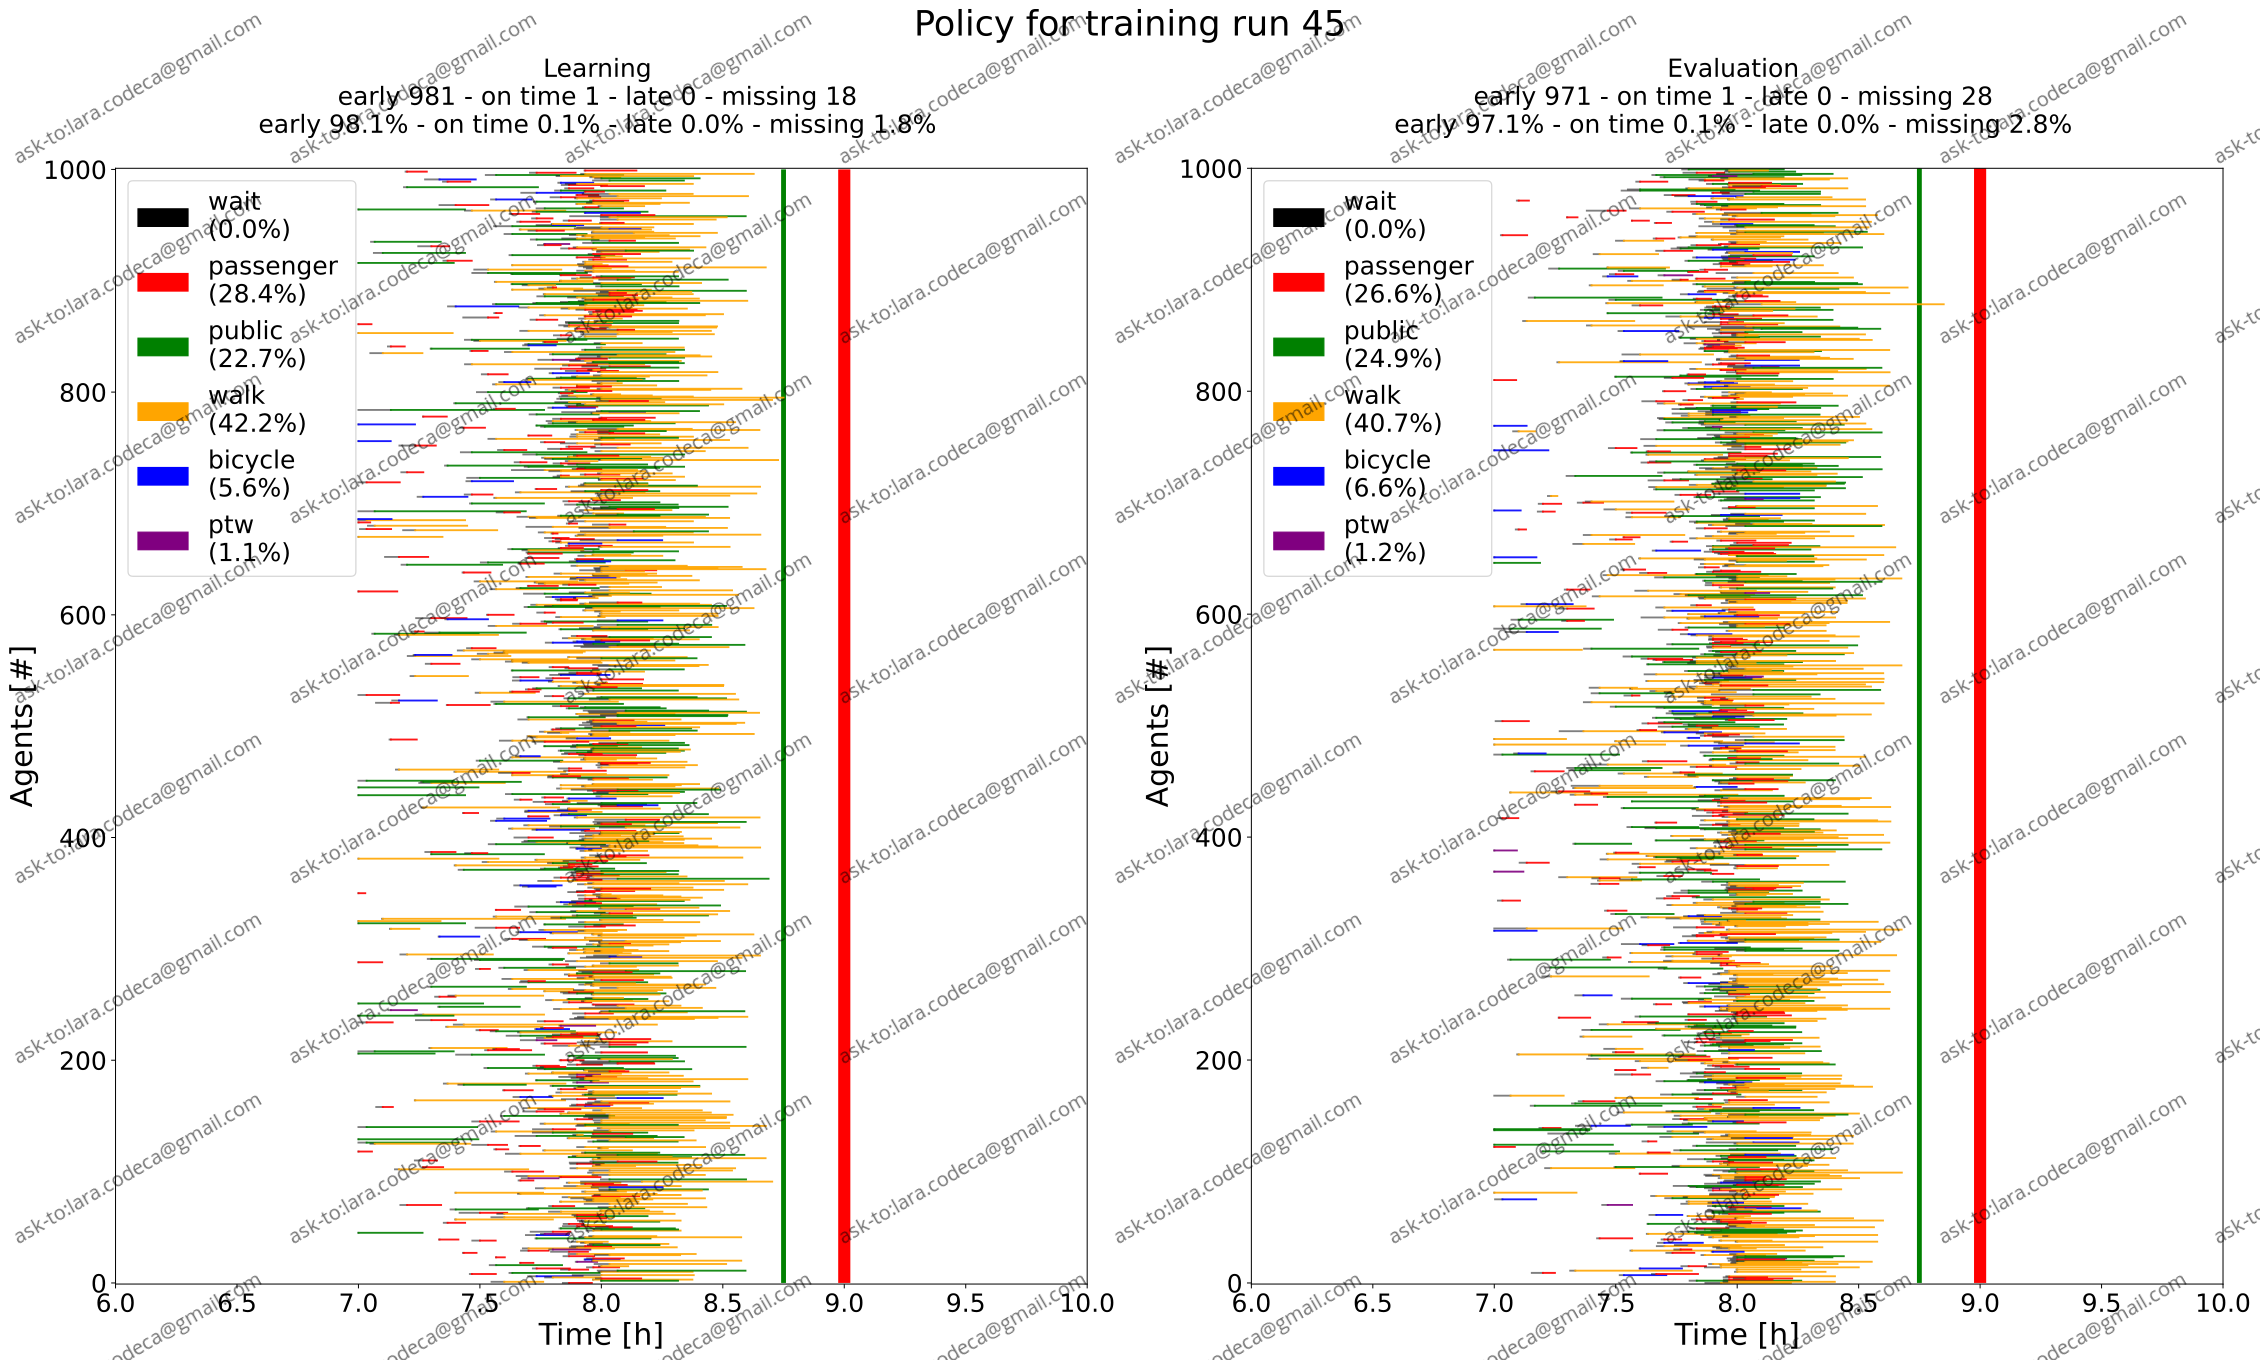 Policy for training run 45
Learning
early 981 - on time 1 - late 0 - missing 18
early 98.1% - on time 0.1% - late 0.0% - missing 1.8%
1000
800
600
400
200
0
Agents [#]
wait
(0.0%)
passenger
(28.4%)
public
(22.7%)
walk
(42.2%)
bicycle
(5.6%)
ptw
(1.1%)
6.0 6.5 7.0 7.5 8.0 8.5 9.0 9.5 10.0
Time [h]
Evaluation
early 971 - on time 1 - late 0 - missing 28
early 97.1% - on time 0.1% - late 0.0% - missing 2.8%
1000
800
600
400
200
0
Agents [#]
wait
(0.0%)
passenger
(26.6%)
public
(24.9%)
walk
(40.7%)
bicycle
(6.6%)
ptw
(1.2%)
6.0 6.5 7.0 7.5 8.0 8.5 9.0 9.5 10.0
Time [h]
ask-to:lara.codeca@gmail.com